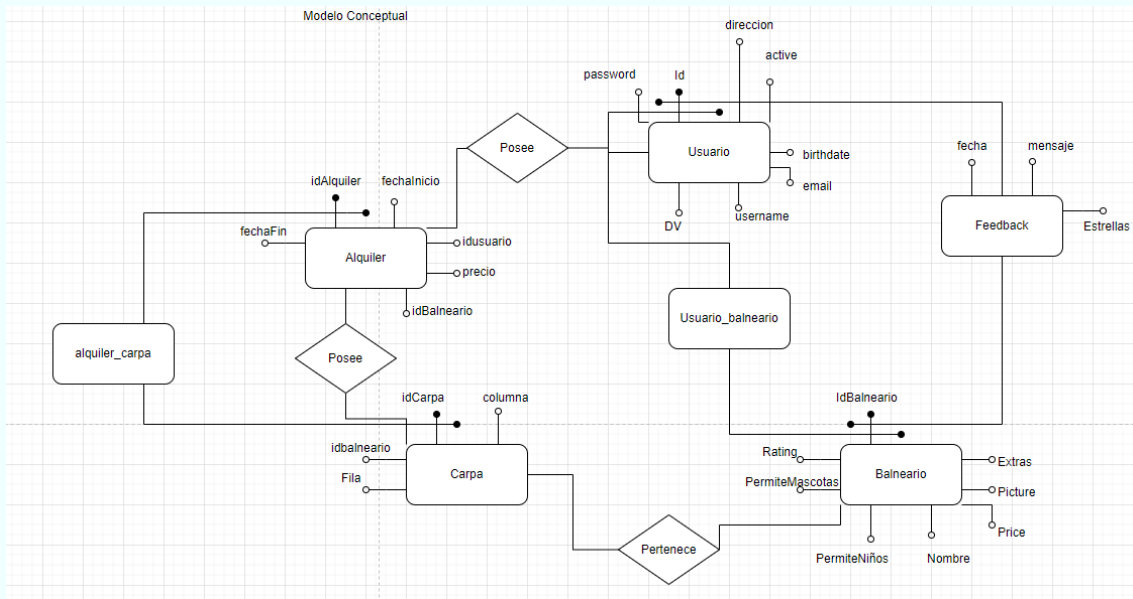 Modelo Conceptual
direccion
active
password
Id
Posee
Usuario
birthdate
email
fecha
mensaje
idAlquiler
fechaInicio
DV
username
Feedback
Estrellas
fechaFin
idusuario
Alquiler
precio
idBalneario
Usuario_balneario
alquiler_carpa
Posee
idCarpa
columna
IdBalneario
idbalneario
Rating
Extras
Fila
Carpa
PermiteMascotas
Balneario
Picture
Price
Pertenece
PermiteNiños
Nombre